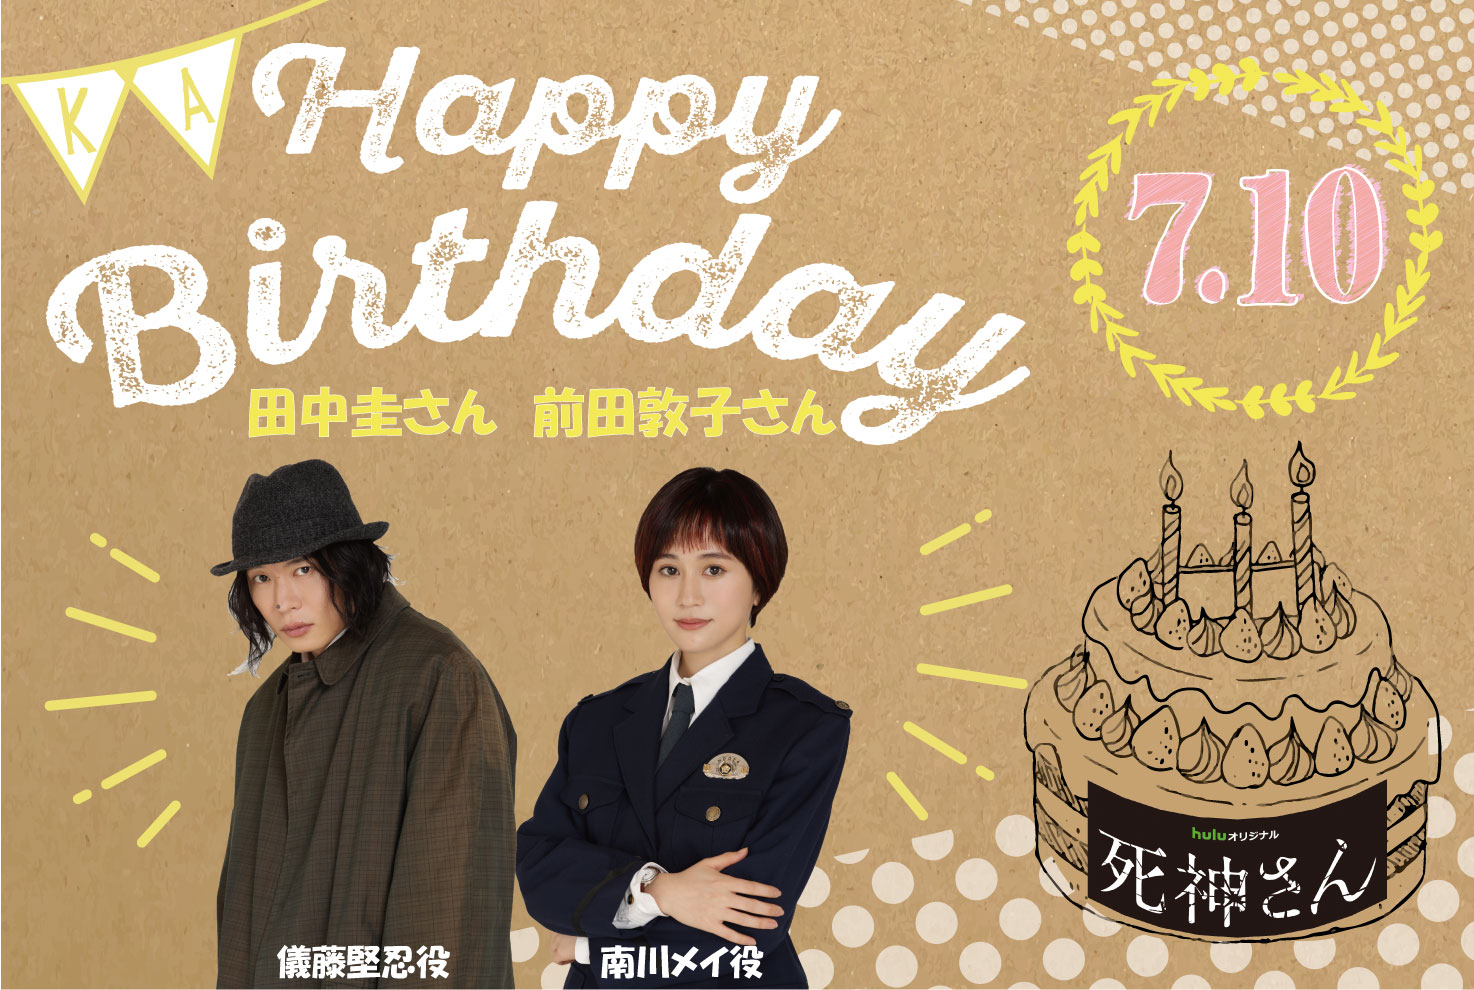 K A
Happy
Birthday
7.10
田中圭さん 前田敦子さん
huluオリジナル
死神さん
儀藤堅忍役
南川メイ役